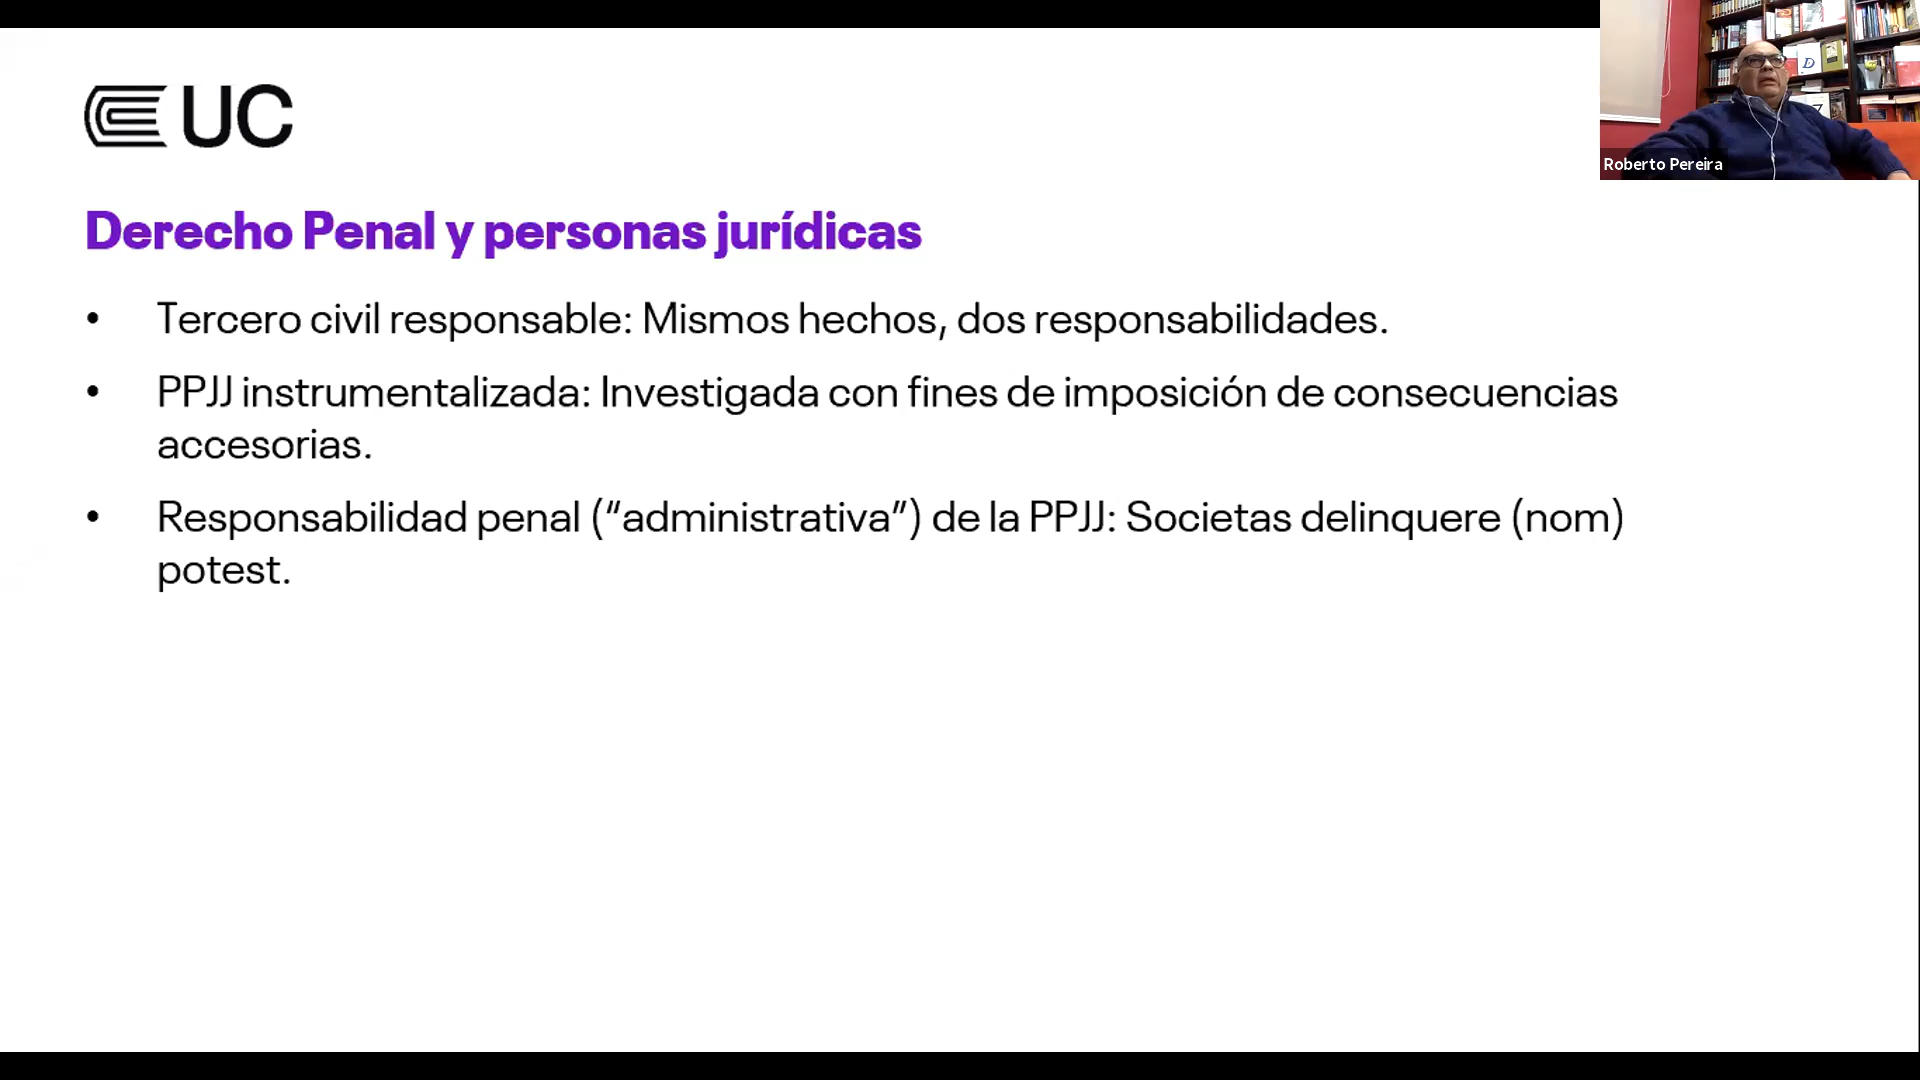 UC
Roberto Pereira
Derecho Penal y personas jurídicas
• Tercero civil responsable: Mismos hechos, dos responsabilidades.
• PPJJ instrumentalizada: Investigada con fines de imposición de consecuencias
accesorias.
• Responsabilidad penal (“administrativa”) de la PPJJ: Societas delinquere (nom)
potest.